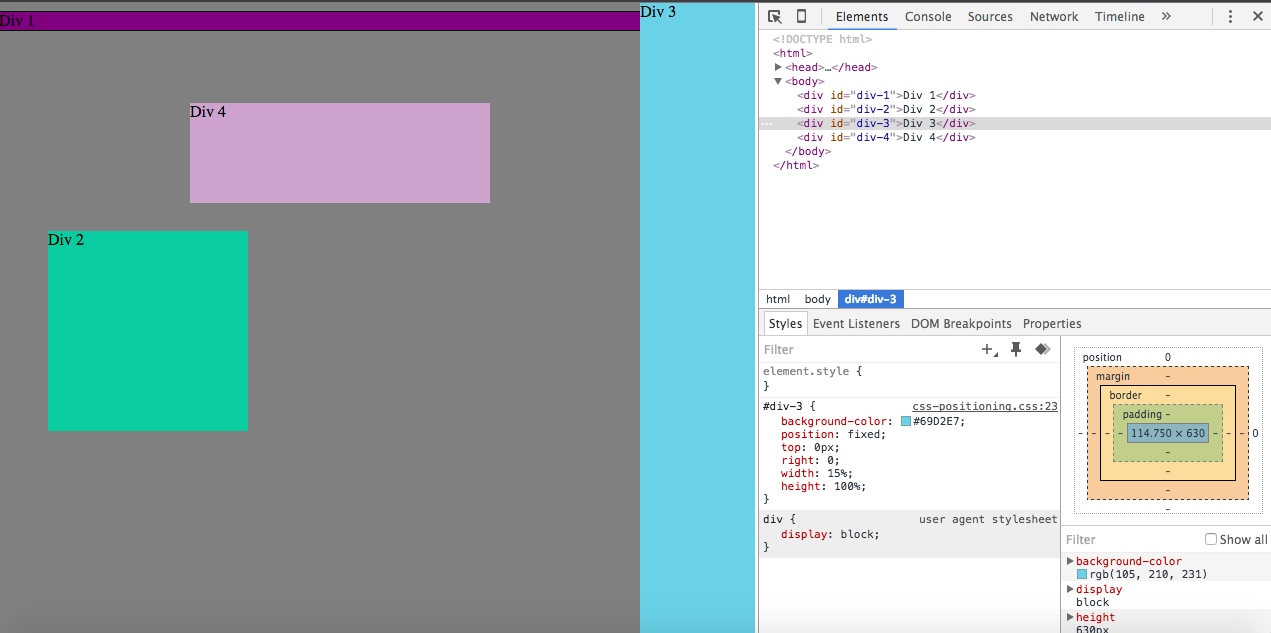 Div 1
Div 3
Div 4
Div 2
Elements Console Sources Network Timeline »
<!DOCTYPE html>
<html>
▶<head>…</head>
▼<body>
<div id="div-1">Div 1</div>
<div id="div-2">Div 2</div>
… <div id="div-3">Div 3</div>
<div id="div-4">Div 4</div>
</body>
</html>
html body div#div-3
Styles Event Listeners DOM Breakpoints Properties
Filter
element.style {
}
#div-3 { css-positioning.css:23
background-color: #69D2E7;
position: fixed;
top: 0px;
right: 0;
width: 15%;
height: 100%;
}
div { user agent stylesheet
display: block;
}
position 0
margin -
border -
padding -
- - - - 114.750 × 630 - - - 0
-
-
-
-
Filter Show all
▶background-color
rgb(105, 210, 231)
▶display
block
▶height
630px